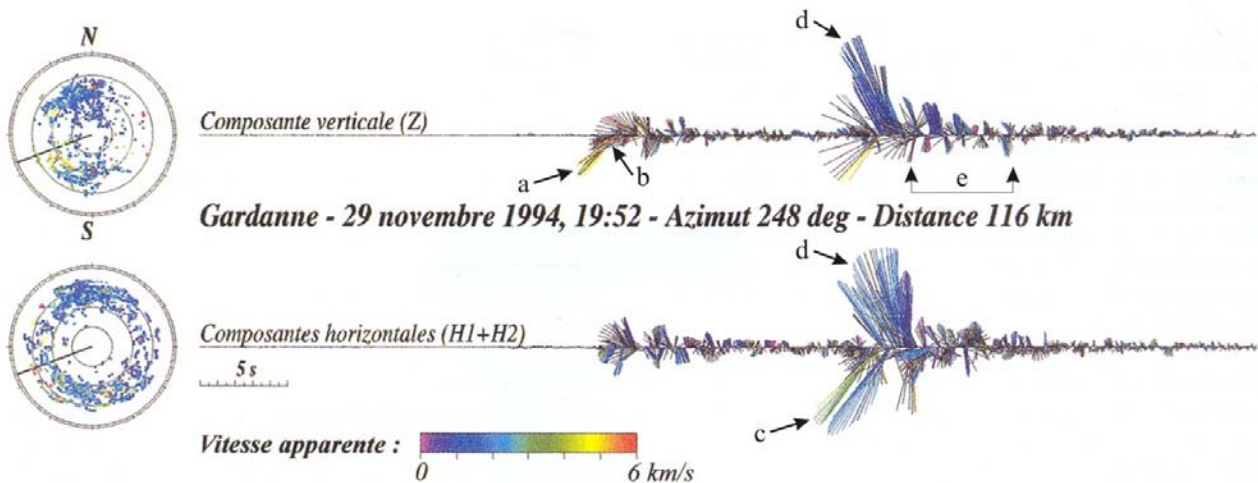 N
d
Composante verticale (Z)
a
b
e
S
Gardanne - 29 novembre 1994, 19:52 - Azimut 248 deg - Distance 116 km
d
Composantes horizontales (H1+H2)
5 s
c
Vitesse apparente :
0
6 km/s